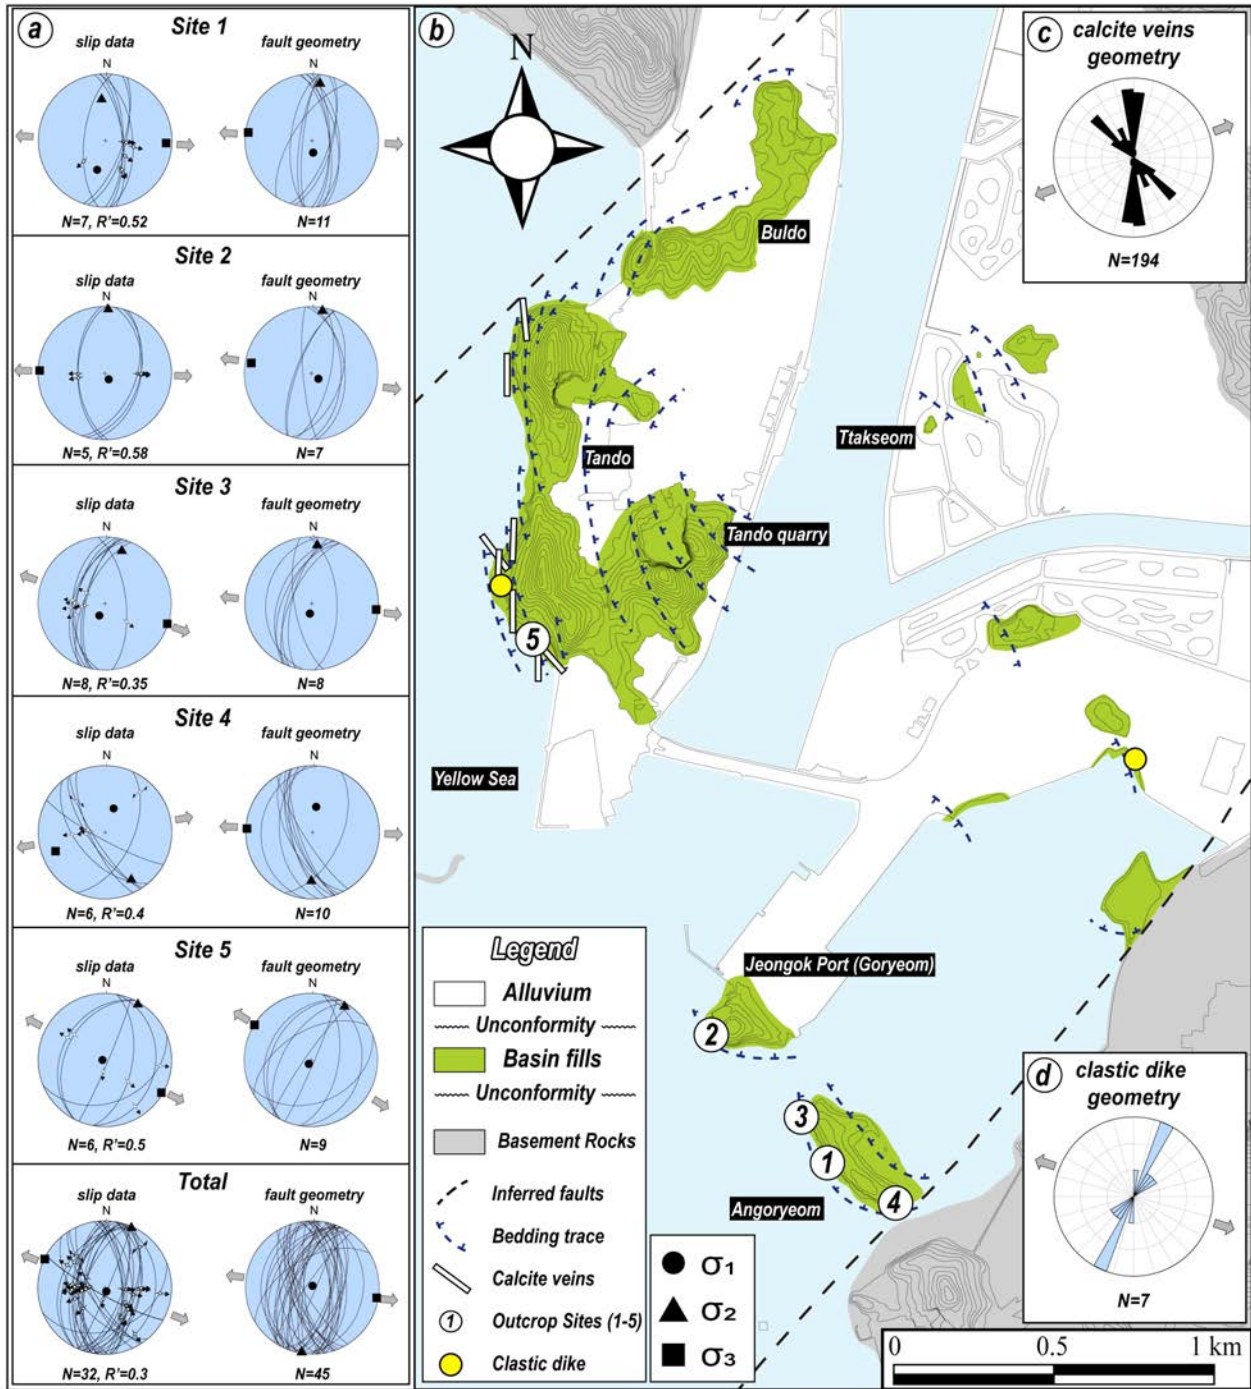 a
Site 1
slip data
fault geometry
N
N
N=7, R'=0.52
N=11
Site 2
slip data
fault geometry
N
N
N=5, R'=0.58
N=7
Site 3
slip data
fault geometry
N
N
N=8, R'=0.35
N=8
Site 4
slip data
fault geometry
N
N
N=6, R'=0.4
N=10
Site 5
slip data
fault geometry
N
N
N=6, R'=0.5
N=9
Total
slip data
fault geometry
N
N
N=32, R'=0.3
N=45
b
N
Buldo
Tando
Ttakseom
Tando quarry
5
Yellow Sea
Jeongok Port (Goryeom)
2
3
1
4
Angoryeom
Legend
Alluvium
Unconformity
Basin fills
Unconformity
Basement Rocks
Inferred faults
Bedding trace
Calcite veins
1 Outcrop Sites (1-5)
Clastic dike
σ1
σ2
σ3
c
calcite veins
geometry
N=194
d
clastic dike
geometry
N=7
0 0.5 1 km